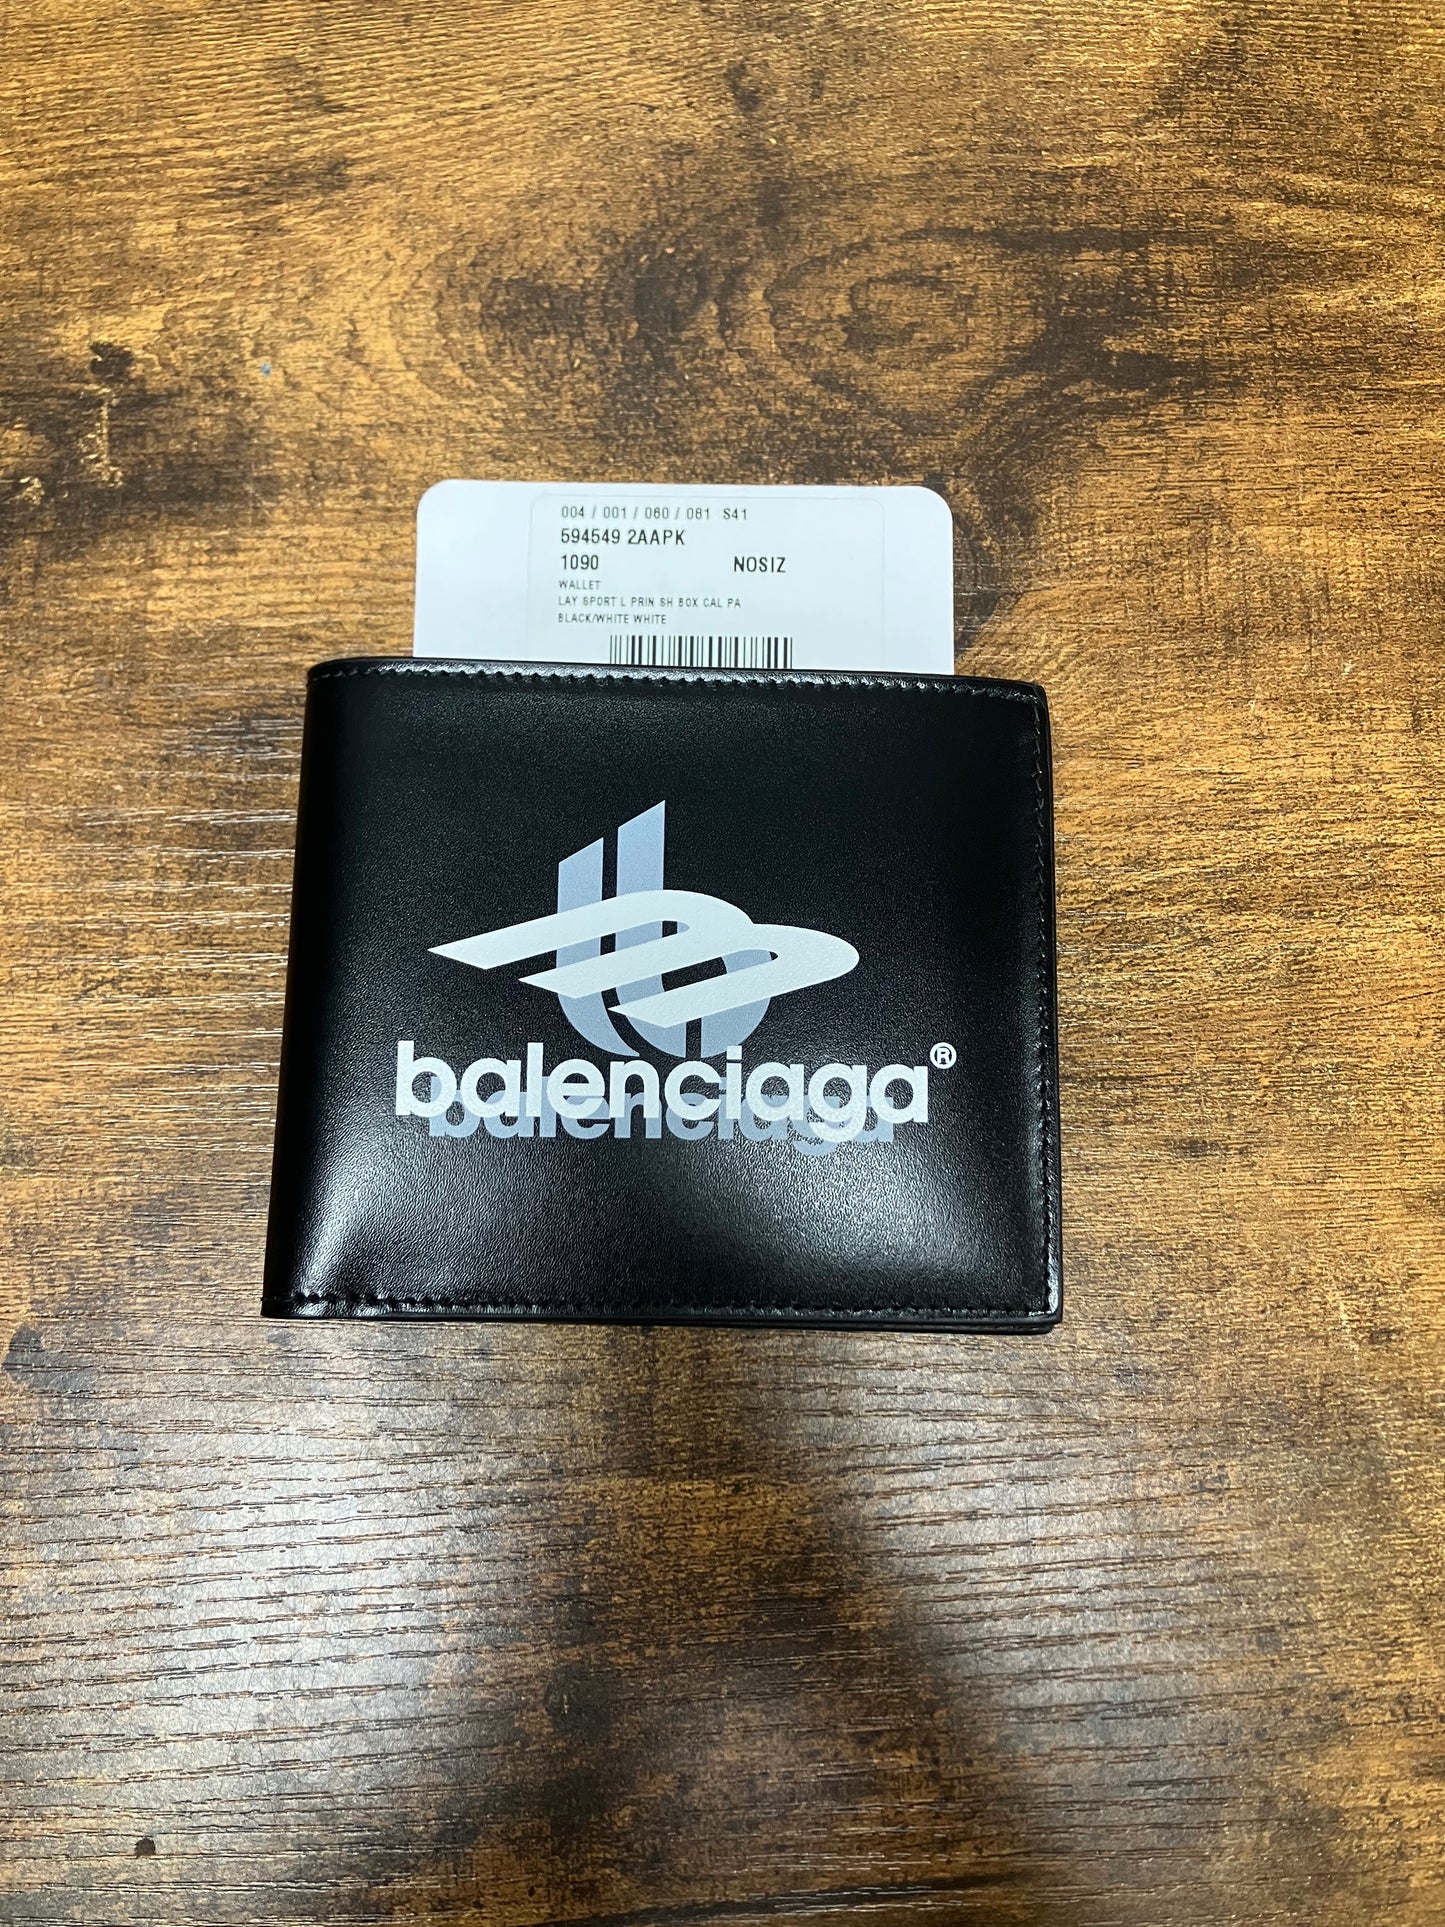 004 / 001 / 060 / 081 S41
594549 2AAPK
1090 NOSIZ
WALLET
LAY SPORT L PRIN SH BOX CAL PA
BLACK/WHITE WHITE
balenciaga®
balenciaga